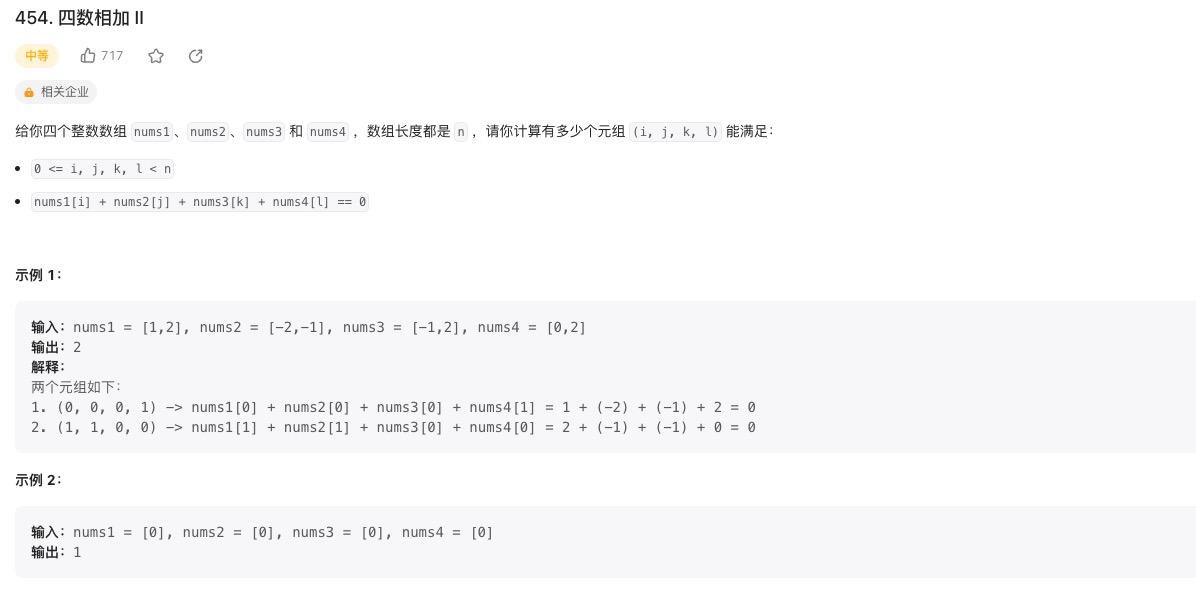 454. 四数相加 II
中等 717
相关企业
给你四个整数数组 nums1、nums2、nums3 和 nums4 ，数组长度都是 n ，请你计算有多少个元组 (i, j, k, l) 能满足：
• 0 <= i, j, k, l < n
• nums1[i] + nums2[j] + nums3[k] + nums4[l] == 0
示例 1：
输入：nums1 = [1,2], nums2 = [-2,-1], nums3 = [-1,2], nums4 = [0,2]
输出：2
解释：
两个元组如下：
1. (0, 0, 0, 1) -> nums1[0] + nums2[0] + nums3[0] + nums4[1] = 1 + (-2) + (-1) + 2 = 0
2. (1, 1, 0, 0) -> nums1[1] + nums2[1] + nums3[0] + nums4[0] = 2 + (-1) + (-1) + 0 = 0
示例 2：
输入：nums1 = [0], nums2 = [0], nums3 = [0], nums4 = [0]
输出：1